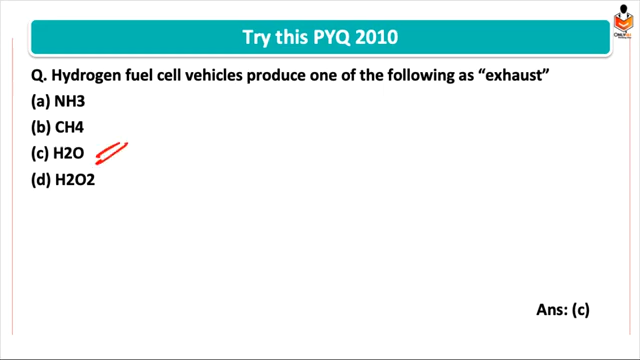 Try this PYQ 2010
Q. Hydrogen fuel cell vehicles produce one of the following as “exhaust”
(a) NH3
(b) CH4
(c) H2O
(d) H2O2
Ans: (c)